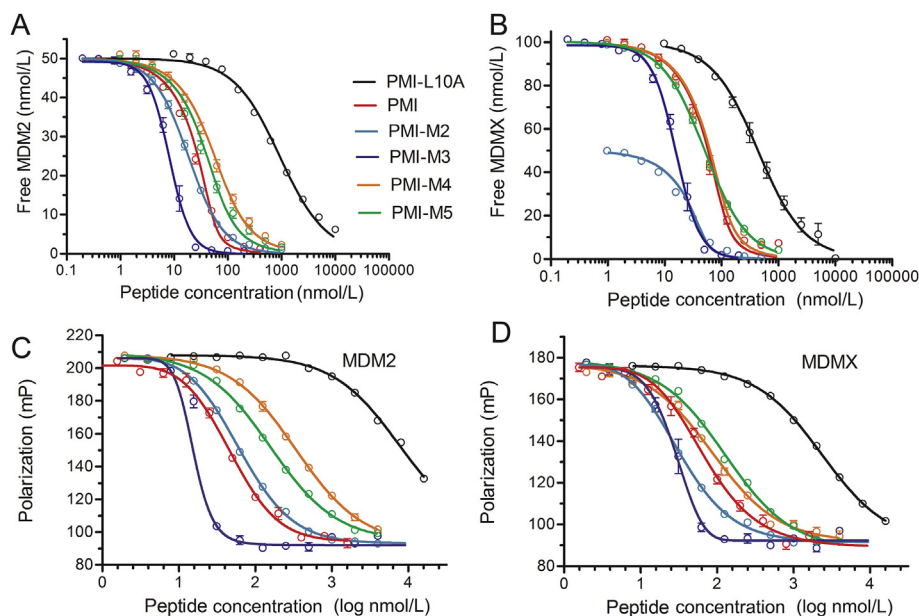 A
Free MDM2 (nmol/L)
50
40
30
20
10
0
0.1 1 10 100 1000 10000 100000
Peptide concentration (nmol/L)
PMI-L10A
PMI
PMI-M2
PMI-M3
PMI-M4
PMI-M5
B
Free MDMX (nmol/L)
100
80
60
40
20
0
0.1 1 10 100 1000 10000 100000
Peptide concentration (nmol/L)
C
MDM2
Polarization (mP)
220
200
180
160
140
120
100
80
0 1 2 3 4
Peptide concentration (log nmol/L)
D
MDMX
Polarization (mP)
180
160
140
120
100
80
0 1 2 3 4
Peptide concentration (log nmol/L)